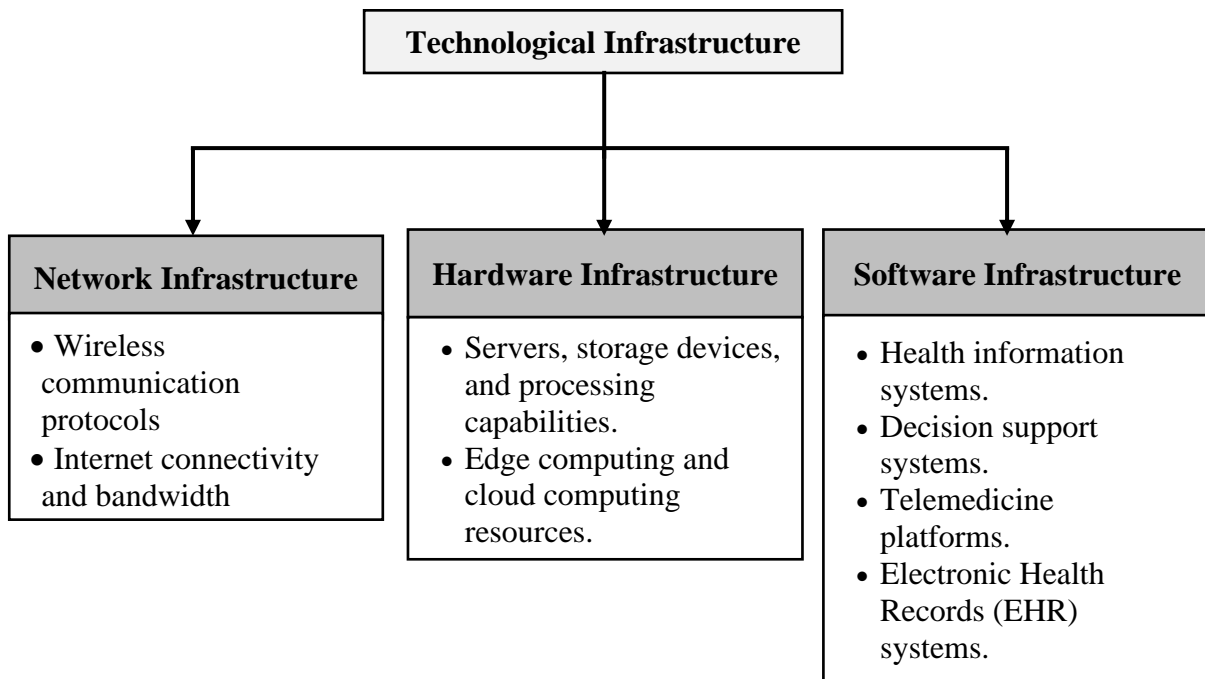 Technological Infrastructure
Network Infrastructure
• Wireless
communication
protocols
• Internet connectivity
and bandwidth
Hardware Infrastructure
• Servers, storage devices,
and processing
capabilities.
• Edge computing and
cloud computing
resources.
Software Infrastructure
• Health information
systems.
• Decision support
systems.
• Telemedicine
platforms.
• Electronic Health
Records (EHR)
systems.